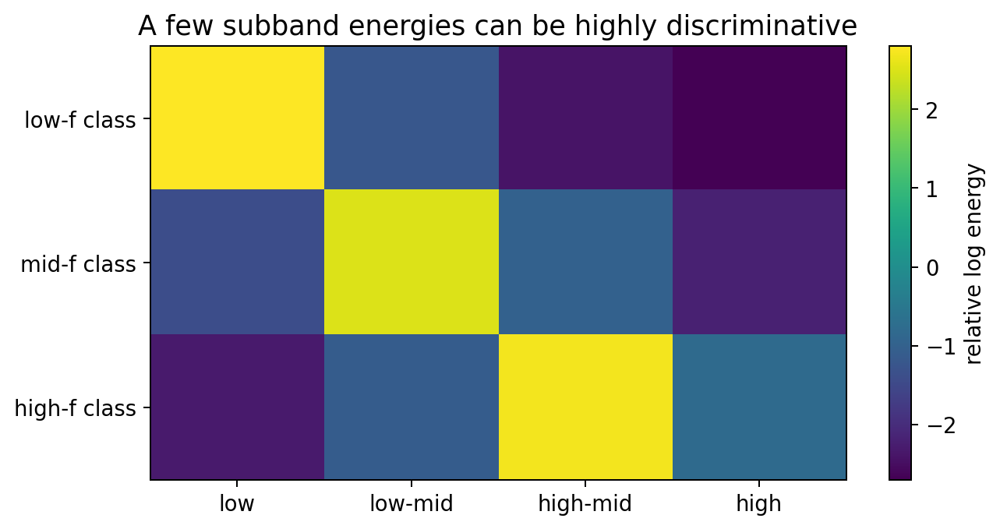 A few subband energies can be highly discriminative
low-f class
mid-f class
high-f class
low
low-mid
high-mid
high
2
1
0
−1
−2
relative log energy